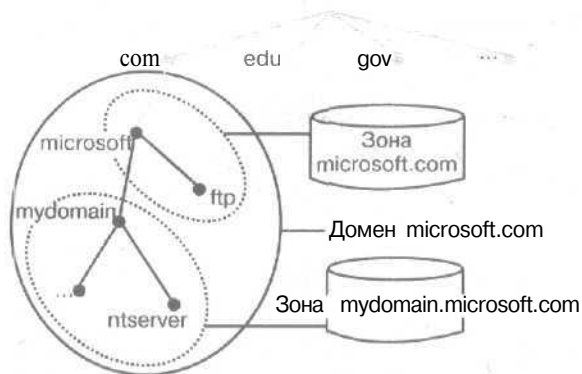 com edu gov ...
microsoft
Зона
microsoft.com
ftp
mydomain
Домен microsoft.com
...
ntserver
Зона mydomain.microsoft.com